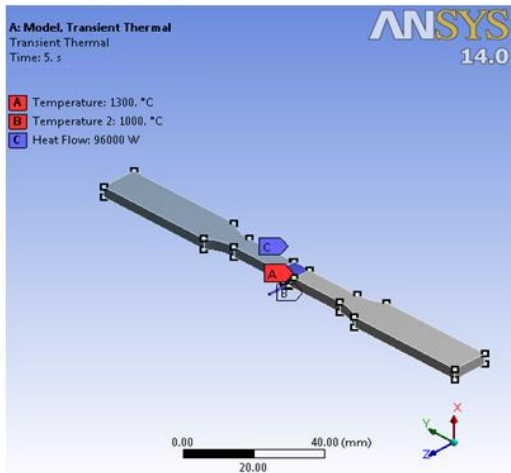 A: Model, Transient Thermal
Transient Thermal
Time: 5. s
ANSYS
14.0
A Temperature: 1300. °C
B Temperature 2: 1000. °C
C Heat Flow: 96000 W
C
A
B
X
Y
Z
0.00 40.00 (mm)
20.00